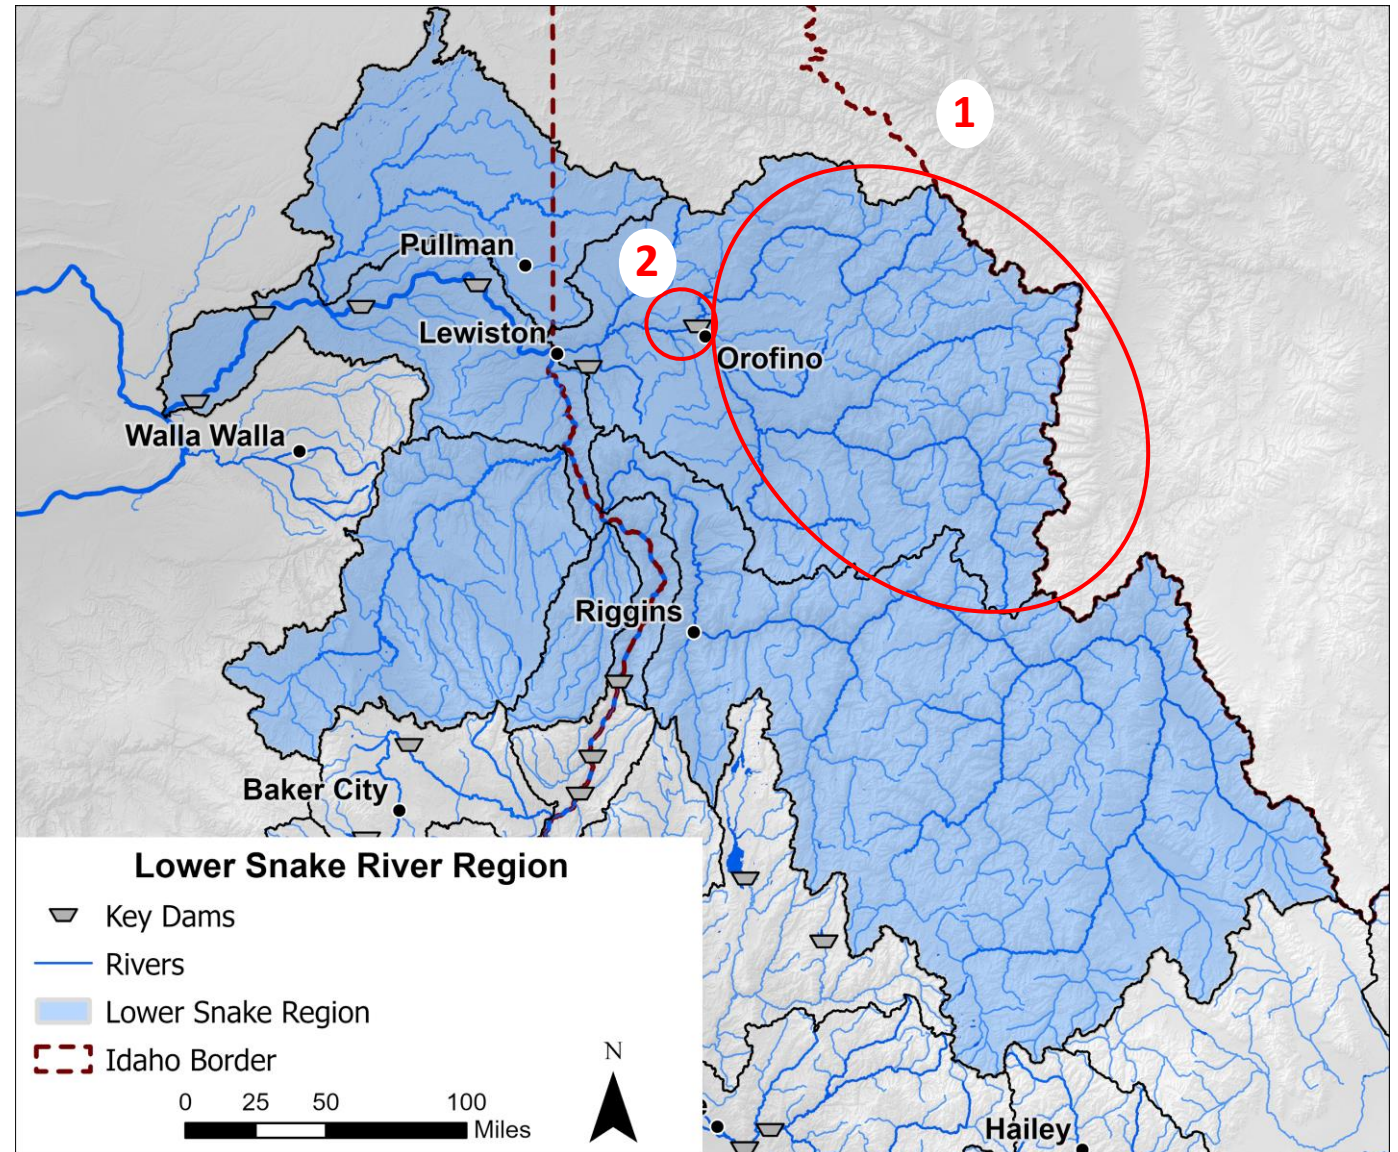 1
2
Pullman
Lewiston
Orofino
Walla Walla
Riggins
Baker City
Lower Snake River Region
Key Dams
Rivers
Lower Snake Region
Idaho Border
N
0 25 50 100
Miles
e
Hailey